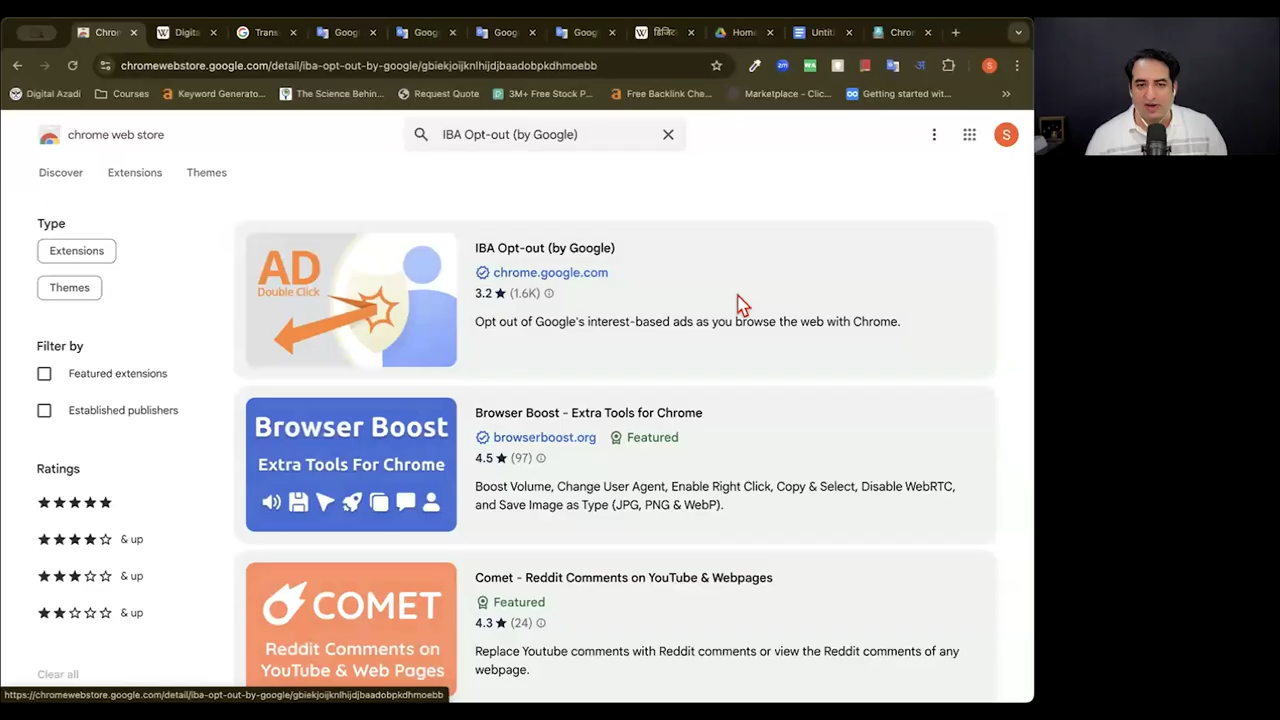 Chrom
Digita
Trans
Goog
Goog
Goog
Goog
डिजि
Home
Untit
Chro
chromewebstore.google.com/detail/iba-opt-out-by-google/gbiekjoijknlhijdjbaadobpkdhmoebb
Digital Azadi
Courses
Keyword Generato...
The Science Behin...
Request Quote
3M+ Free Stock P...
Free Backlink Che...
Marketplace - Clic...
Getting started wit...
chrome web store
IBA Opt-out (by Google)
S
Discover
Extensions
Themes
Type
Extensions
Themes
Filter by
Featured extensions
Established publishers
Ratings
& up
& up
& up
Clear all
AD
Double Click
IBA Opt-out (by Google)
chrome.google.com
3.2 ★ (1.6K)
Opt out of Google's interest-based ads as you browse the web with Chrome.
Browser Boost
Extra Tools For Chrome
Browser Boost - Extra Tools for Chrome
browserboost.org Featured
4.5 ★ (97)
Boost Volume, Change User Agent, Enable Right Click, Copy & Select, Disable WebRTC,
and Save Image as Type (JPG, PNG & WebP).
COMET
Reddit Comments on
YouTube & Web Pages
Comet - Reddit Comments on YouTube & Webpages
Featured
4.3 ★ (24)
Replace Youtube comments with Reddit comments or view the Reddit comments of any
webpage.
https://chromewebstore.google.com/detail/iba-opt-out-by-google/gbiekjoijknlhijdjbaadobpkdhmoebb